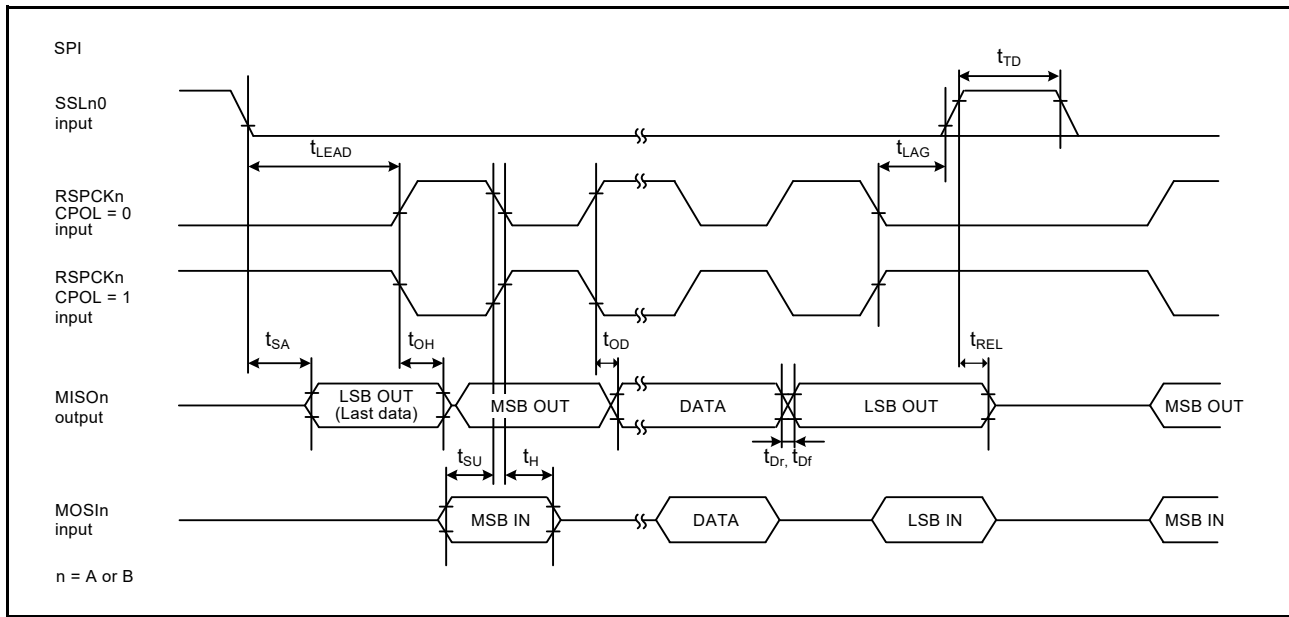 SPI
tTD
SSLn0
input
tLEAD
tLAG
RSPCKn
CPOL = 0
input
RSPCKn
CPOL = 1
input
tSA
tOH
tOD
tREL
MISOn
output
LSB OUT
(Last data)
MSB OUT
DATA
LSB OUT
MSB OUT
tSU
tH
tDr, tDf
MOSIn
input
MSB IN
DATA
LSB IN
MSB IN
n = A or B